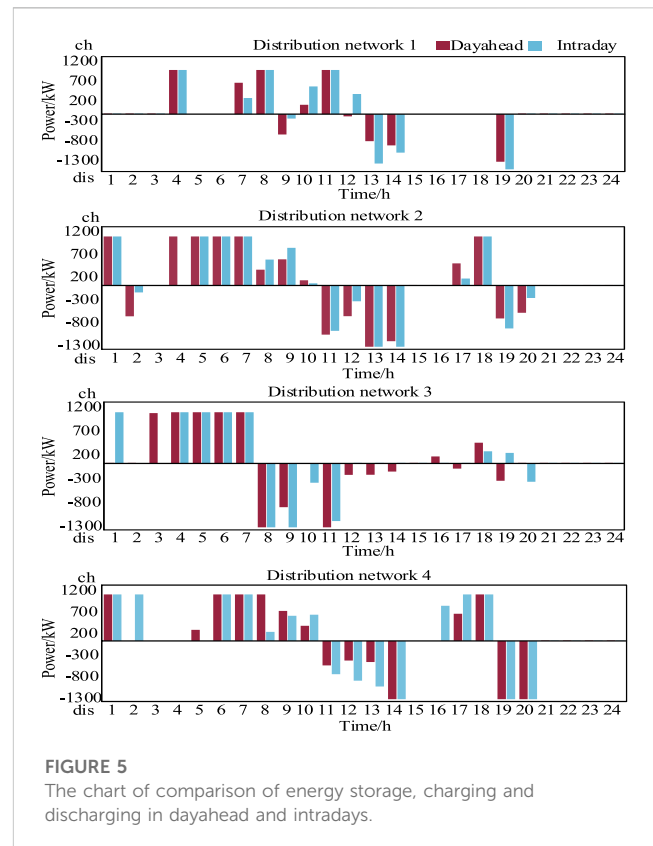 ch Distribution network 1 Dayahead Intraday
1200
700
200
-300
-800
-1300
Power/kW
dis
1 2 3 4 5 6 7 8 9 10 11 12 13 14 15 16 17 18 19 20 21 22 23 24
Time/h
Distribution network 2
ch
1200
700
200
-300
-800
-1300
Power/kW
dis
1 2 3 4 5 6 7 8 9 10 11 12 13 14 15 16 17 18 19 20 21 22 23 24
Time/h
Distribution network 3
ch
1200
700
200
-300
-800
-1300
Power/kW
dis
1 2 3 4 5 6 7 8 9 10 11 12 13 14 15 16 17 18 19 20 21 22 23 24
Time/h
Distribution network 4
ch
1200
700
200
-300
-800
-1300
Power/kW
dis
1 2 3 4 5 6 7 8 9 10 11 12 13 14 15 16 17 18 19 20 21 22 23 24
Time/h
FIGURE 5
The chart of comparison of energy storage, charging and
discharging in dayahead and intradays.